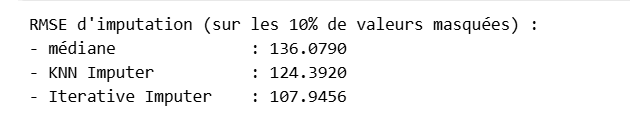 RMSE d'imputation (sur les 10% de valeurs masquées) :
- médiane             : 136.0790
- KNN Imputer         : 124.3920
- Iterative Imputer   : 107.9456